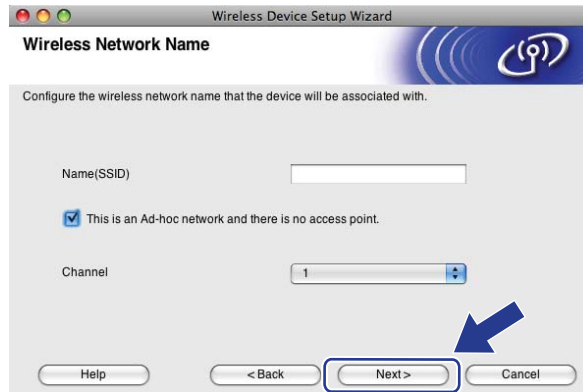 Wireless Device Setup Wizard
Wireless Network Name
Configure the wireless network name that the device will be associated with.
Name(SSID)
This is an Ad-hoc network and there is no access point.
Channel 1
Help < Back Next > Cancel